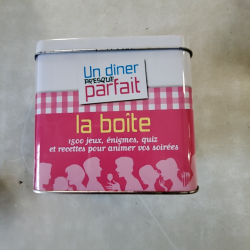 Un dîner
PRESQUE
parfait
la boîte
1500 jeux, énigmes, quiz
et recettes pour animer vos soirées